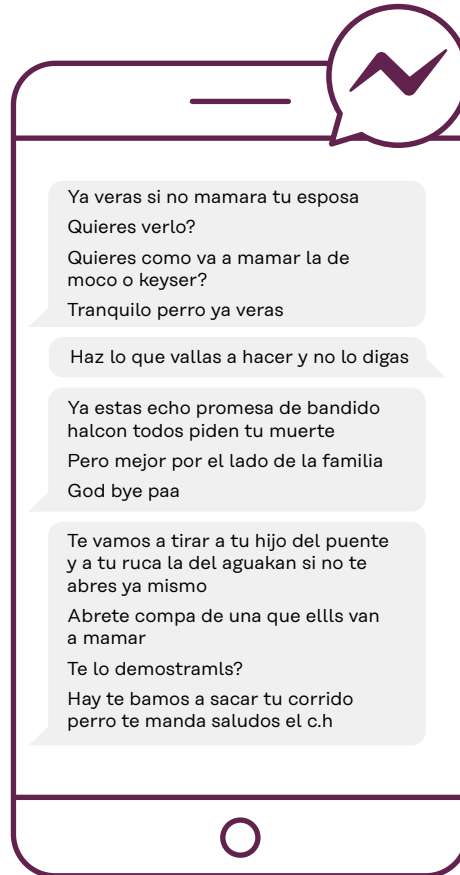 Ya veras si no mamara tu esposa
Quieres verlo?
Quieres como va a mamar la de
moco o keyser?
Tranquilo perro ya veras
Haz lo que vallas a hacer y no lo digas
Ya estas echo promesa de bandido
halcon todos piden tu muerte
Pero mejor por el lado de la familia
God bye paa
Te vamos a tirar a tu hijo del puente
y a tu ruca la del aguakan si no te
abres ya mismo
Abrete compa de una que ellls van
a mamar
Te lo demostramls?
Hay te bamos a sacar tu corrido
perro te manda saludos el c.h